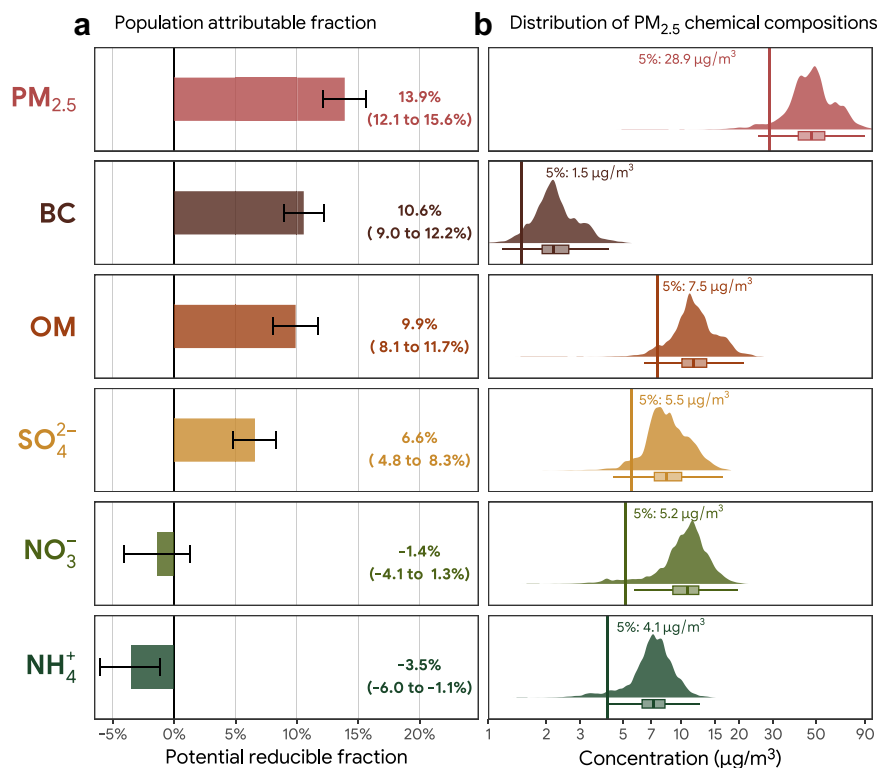 a Population attributable fraction
b Distribution of PM2.5 chemical compositions
PM2.5
13.9%
(12.1 to 15.6%)
5%: 28.9 μg/m³
BC
10.6%
( 9.0 to 12.2%)
5%: 1.5 μg/m³
OM
9.9%
( 8.1 to 11.7%)
5%: 7.5 μg/m³
SO₄²⁻
6.6%
( 4.8 to 8.3%)
5%: 5.5 μg/m³
NO₃⁻
-1.4%
(-4.1 to 1.3%)
5%: 5.2 μg/m³
NH₄⁺
-3.5%
(-6.0 to -1.1%)
5%: 4.1 μg/m³
-5% 0% 5% 10% 15% 20%
Potential reducible fraction
1 2 3 5 7 10 15 20 30 50 90
Concentration (μg/m³)